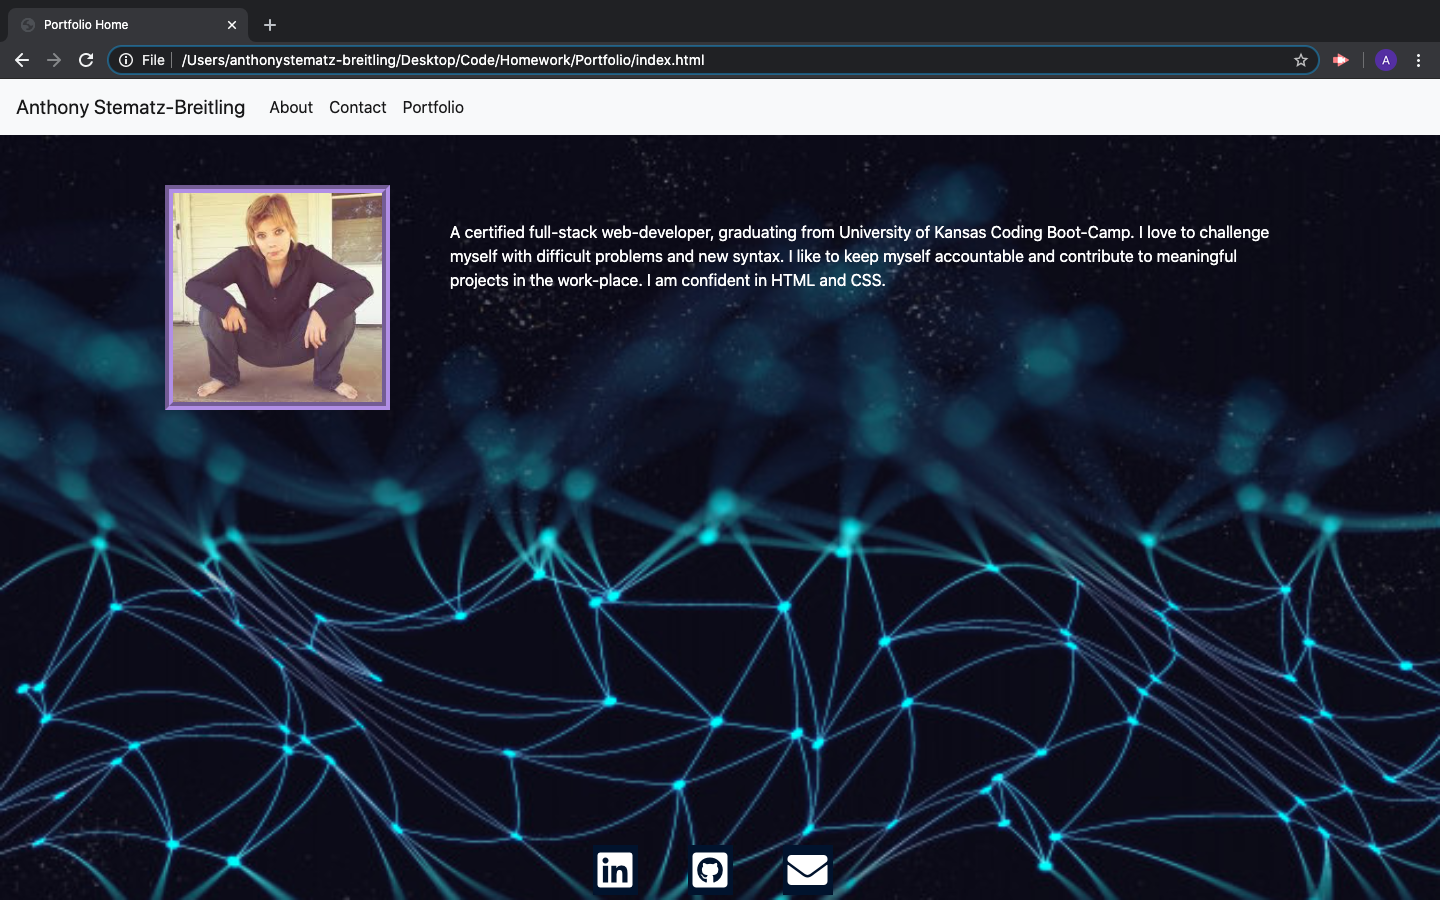 Portfolio Home
File
/Users/anthonystematz-breitling/Desktop/Code/Homework/Portfolio/index.html
A
Anthony Stematz-Breitling
About
Contact
Portfolio
A certified full-stack web-developer, graduating from University of Kansas Coding Boot-Camp. I love to challenge
myself with difficult problems and new syntax. I like to keep myself accountable and contribute to meaningful
projects in the work-place. I am confident in HTML and CSS.
in